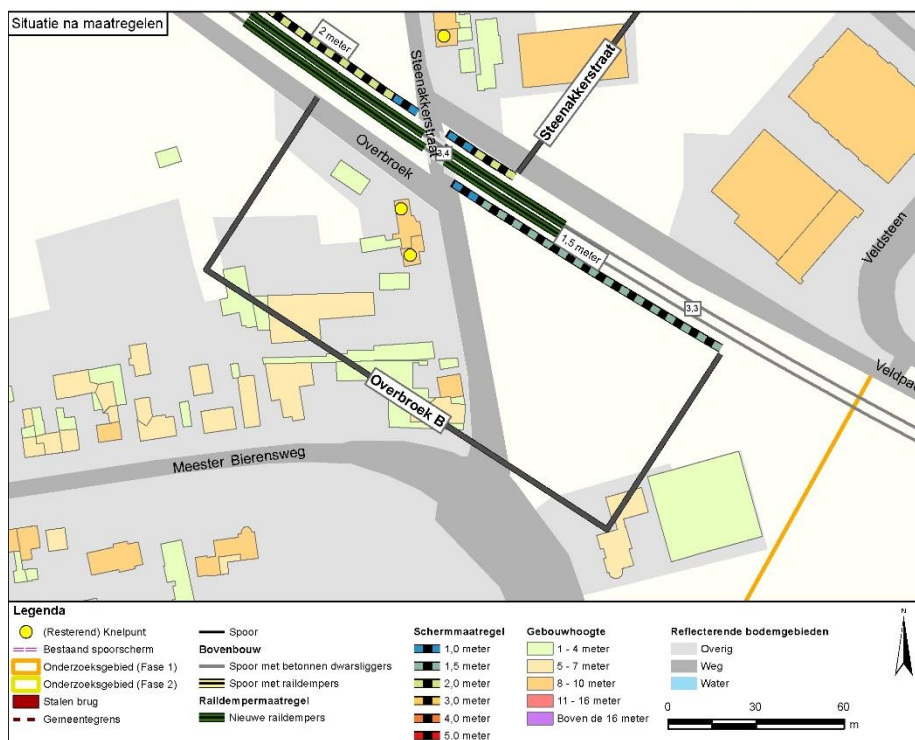 Situatie na maatregelen
2 meter
Steenakkerstraat
Steenakkerstraat
3,4
Overbroek
1,5 meter
Veldsteen
3,3
Overbroek B
Meester Bierensweg
Legenda
(Resterend) Knelpunt
Bestaand spoorscherm
Onderzoeksgebied (Fase 1)
Onderzoeksgebied (Fase 2)
Stalen brug
Gemeentegrens
Spoor
Bovenbouw
Spoor met betonnen dwarsliggers
Spoor met raildempers
Raildempermaatregel
Nieuwe raildempers
Schermmaatregel
1,0 meter
1,5 meter
2,0 meter
3,0 meter
4,0 meter
5,0 meter
Gebouwhoogte
1 - 4 meter
5 - 7 meter
8 - 10 meter
11 - 16 meter
Boven de 16 meter
Reflecterende bodemgebieden
Overig
Weg
Water
N
0 30 60
m